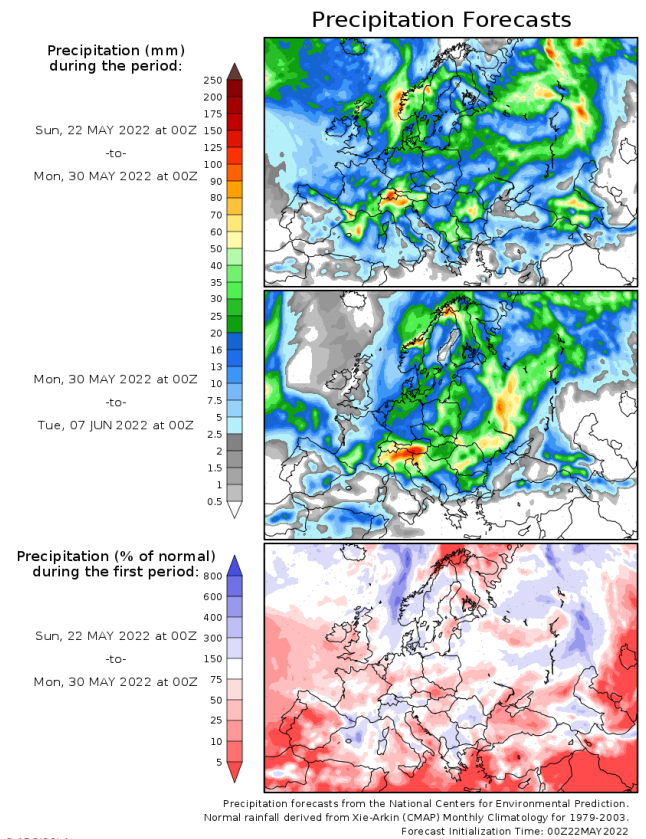 Precipitation Forecasts
Precipitation (mm)
during the period:
Sun, 22 MAY 2022 at 00Z
-to-
Mon, 30 MAY 2022 at 00Z
250
200
175
150
125
100
90
80
70
60
50
40
35
30
25
20
16
13
10
7.5
5
2.5
2
1.5
1
0.5
Mon, 30 MAY 2022 at 00Z
-to-
Tue, 07 JUN 2022 at 00Z
Precipitation (% of normal)
during the first period:
Sun, 22 MAY 2022 at 00Z
-to-
Mon, 30 MAY 2022 at 00Z
800
600
400
300
150
75
50
25
10
5
Precipitation forecasts from the National Centers for Environmental Prediction.
Normal rainfall derived from Xie-Arkin (CMAP) Monthly Climatology for 1979-2003.
Forecast Initialization Time: 00Z22MAY2022